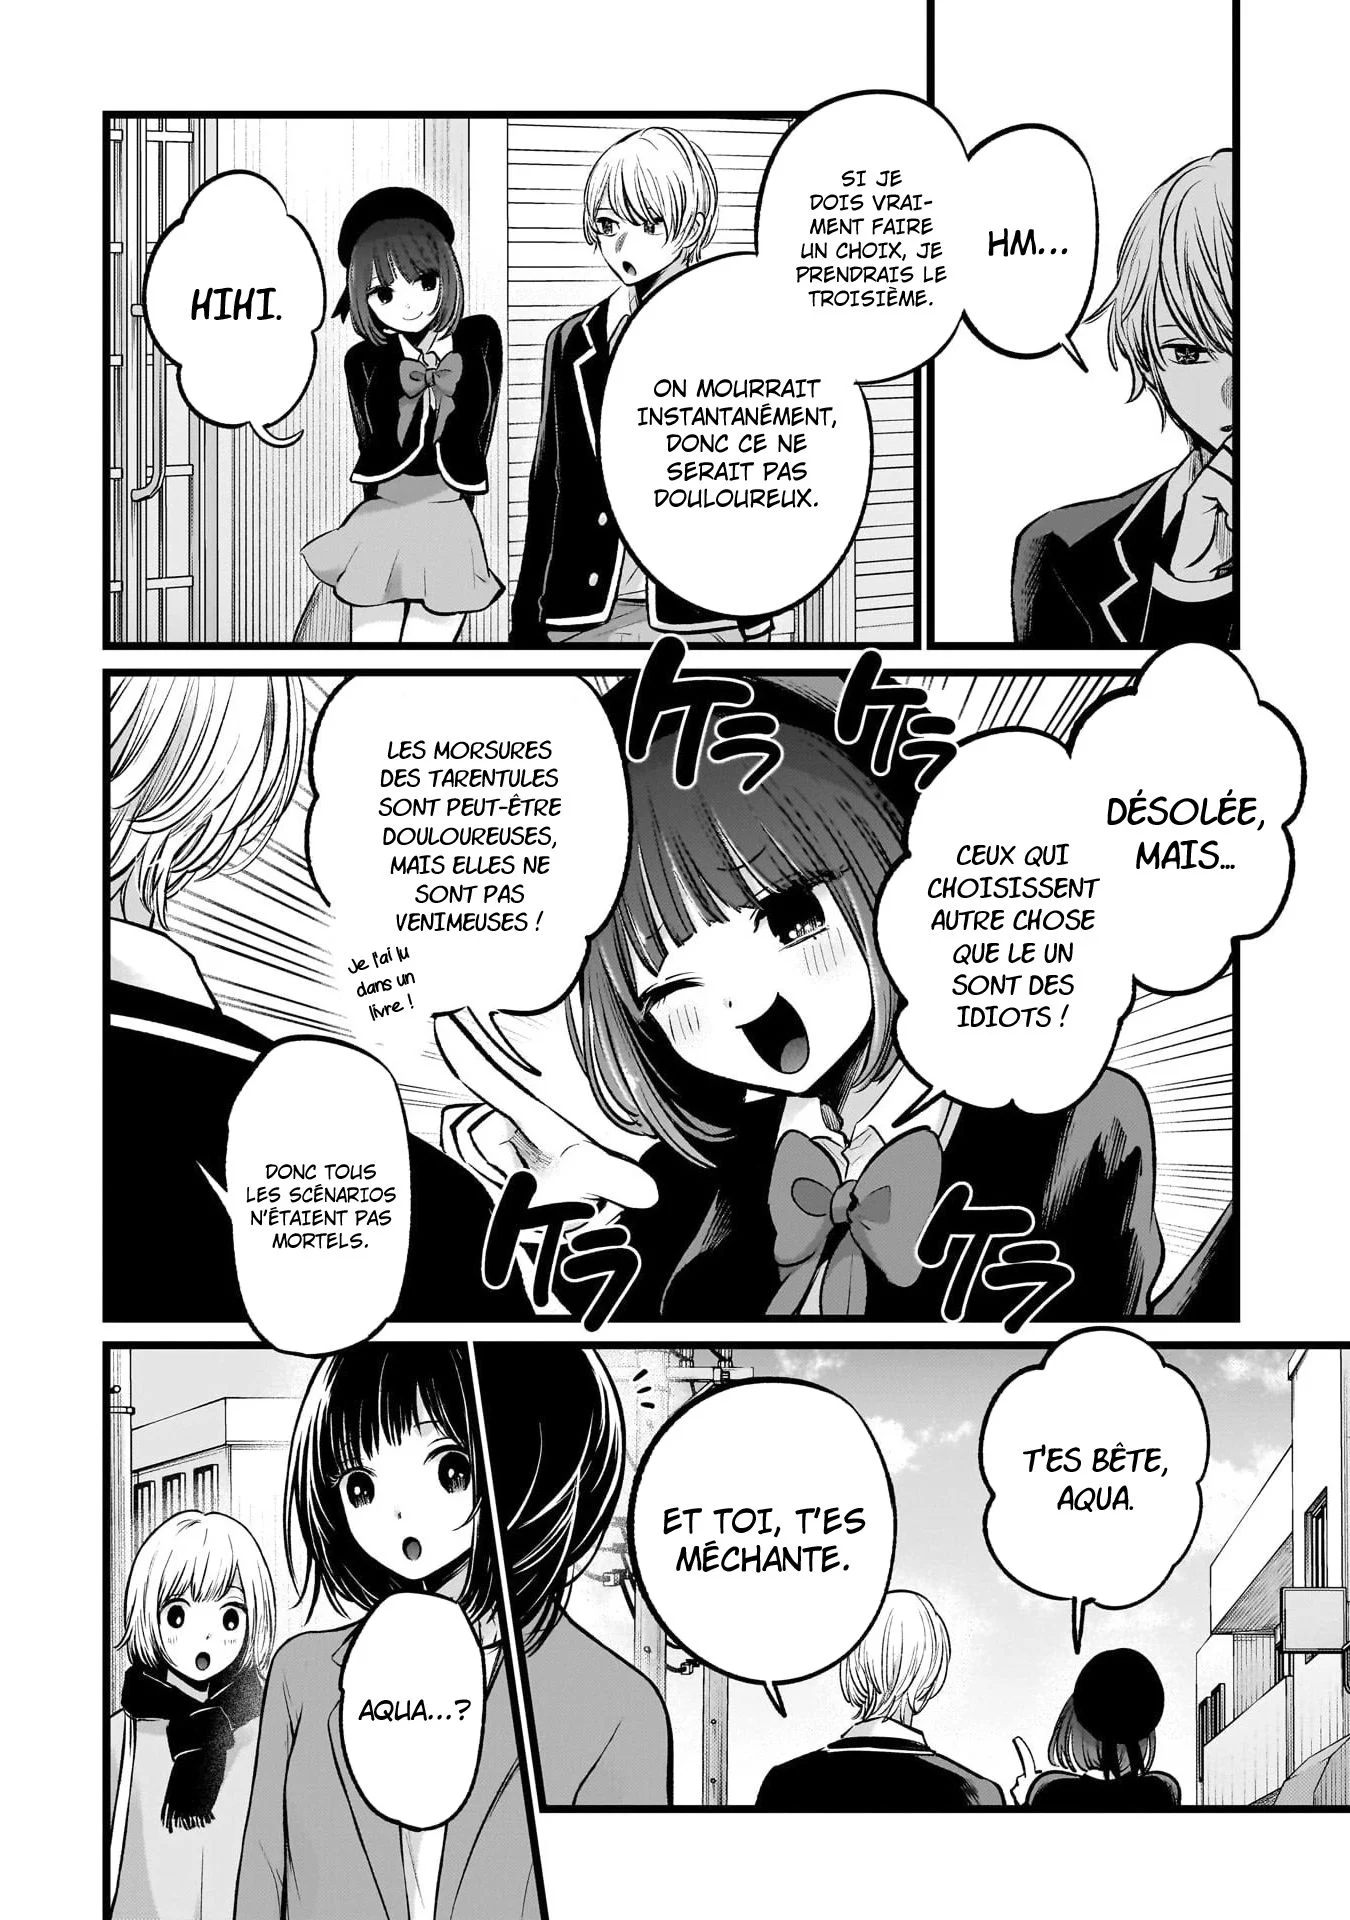 HM...
SI JE
DOIS VRAI-
MENT FAIRE
UN CHOIX, JE
PRENDRAIS LE
TROISIÈME.
ON MOURRAIT
INSTANTANÉMENT,
DONC CE NE
SERAIT PAS
DOULOUREUX.
HIHI.
DÉSOLÉE,
MAIS...
CEUX QUI
CHOISISSENT
AUTRE CHOSE
QUE LE UN
SONT DES
IDIOTS !
ケラ
ケラ
ケラ
ケラ
LES MORSURES
DES TARENTULES
SONT PEUT-ÊTRE
DOULOUREUSES,
MAIS ELLES NE
SONT PAS
VENIMEUSES !
Je l'ai lu
dans un
livre !
DONC TOUS
LES SCÉNARIOS
N'ÉTAIENT PAS
MORTELS.
T'ES BÊTE,
AQUA.
ET TOI, T'ES
MÉCHANTE.
AQUA...?